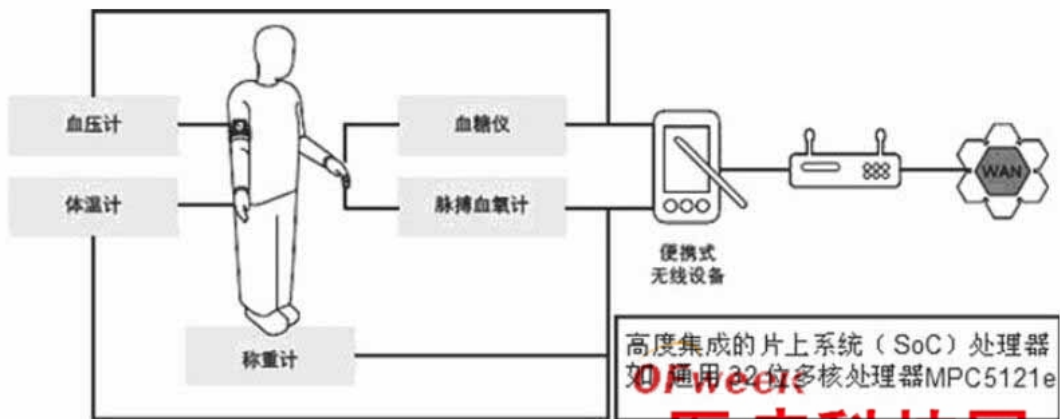 血压计
血糖仪
体温计
脉搏血氧计
WAN
便携式
无线设备
称重计
高度集成的片上系统（SoC）处理器
如 通用32位多核处理器MPC5121e
OFweek